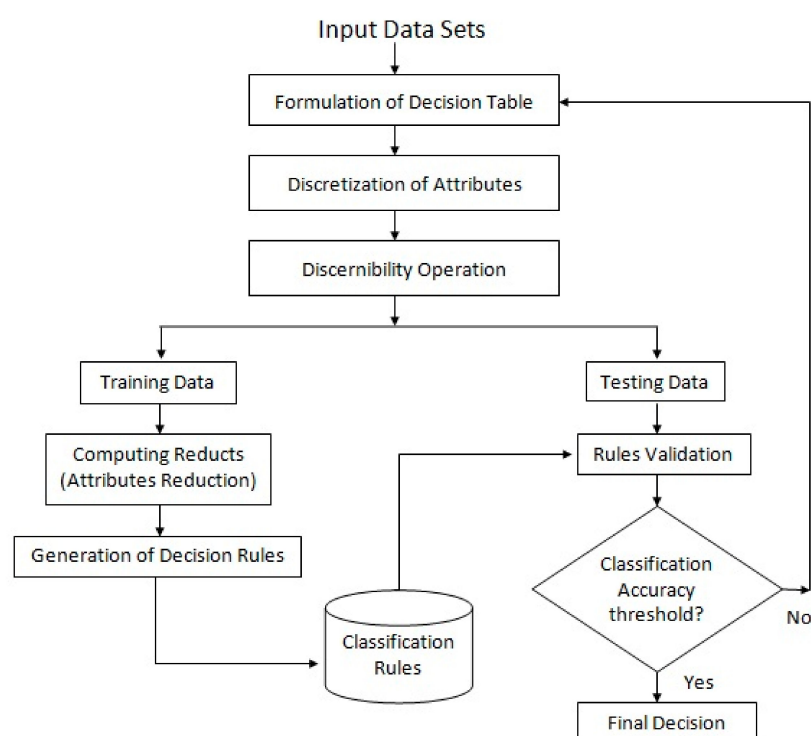 Input Data Sets
Formulation of Decision Table
Discretization of Attributes
Discernibility Operation
Training Data
Testing Data
Computing Reducts
(Attributes Reduction)
Rules Validation
Generation of Decision Rules
Classification
Accuracy
threshold?
No
Classification
Rules
Yes
Final Decision